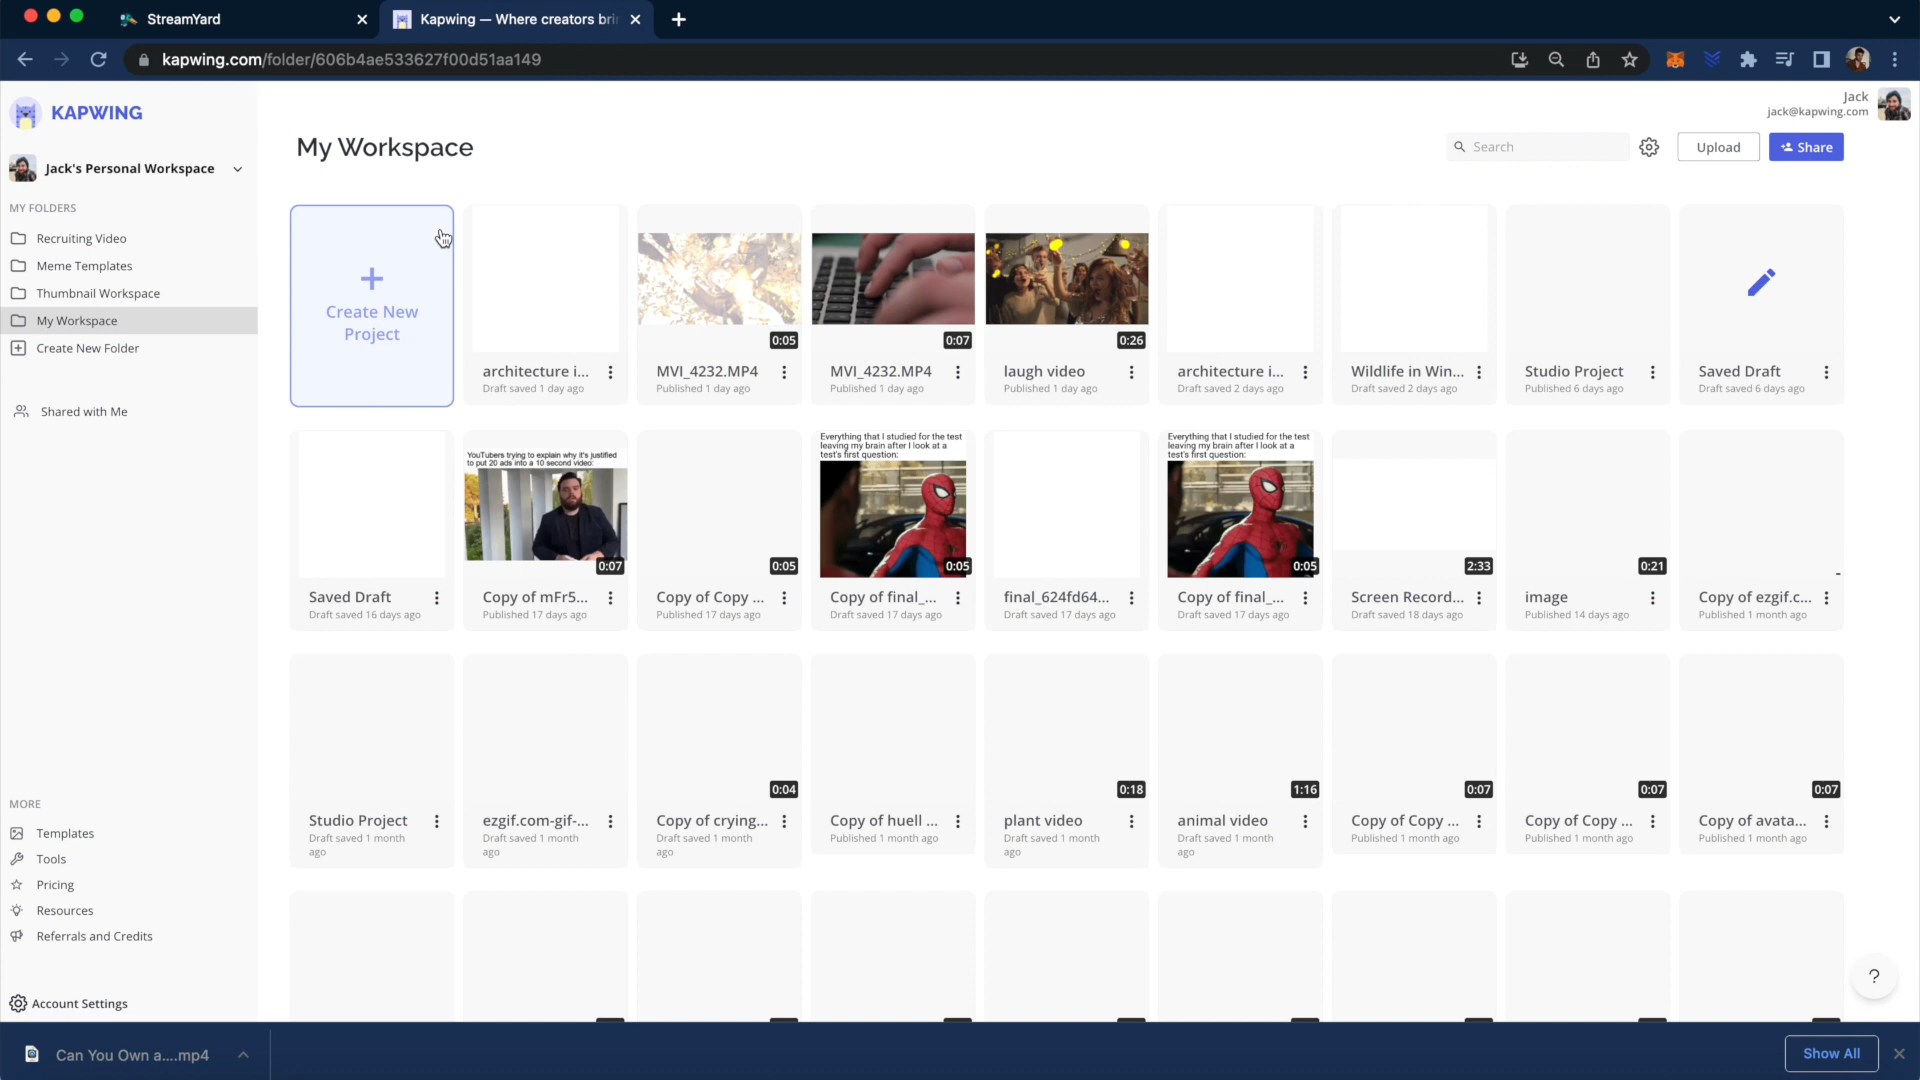 StreamYard
Kapwing — Where creators bri
kapwing.com/folder/606b4ae533627f00d51aa149
KAPWING
Jack
jack@kapwing.com
Jack's Personal Workspace
My Workspace
Search
Upload
Share
MY FOLDERS
Recruiting Video
Meme Templates
Thumbnail Workspace
My Workspace
Create New Folder
Shared with Me
Create New
Project
architecture i...
Draft saved 1 day ago
0:05
MVI_4232.MP4
Published 1 day ago
0:07
MVI_4232.MP4
Published 1 day ago
0:26
laugh video
Published 1 day ago
architecture i...
Draft saved 2 days ago
Wildlife in Win...
Draft saved 2 days ago
Studio Project
Published 6 days ago
Saved Draft
Draft saved 6 days ago
Saved Draft
Draft saved 16 days ago
YouTubers trying to explain why it's justified
to put 20 ads into a 10 second video:
0:07
Copy of mFr5...
Published 17 days ago
0:05
Copy of Copy ...
Published 17 days ago
Everything that I studied for the test
leaving my brain after I look at a
test's first question:
0:05
Copy of final_...
Draft saved 17 days ago
final_624fd64...
Draft saved 17 days ago
Everything that I studied for the test
leaving my brain after I look at a
test's first question:
0:05
Copy of final_...
Draft saved 17 days ago
2:33
Screen Record...
Draft saved 18 days ago
0:21
image
Published 14 days ago
Copy of ezgif.c...
Published 1 month ago
Studio Project
Draft saved 1 month
ago
ezgif.com-gif-...
Draft saved 1 month
ago
0:04
Copy of crying...
Draft saved 1 month
ago
Copy of huell ...
Published 1 month ago
0:18
plant video
Draft saved 1 month
ago
1:16
animal video
Draft saved 1 month
ago
0:07
Copy of Copy ...
Published 1 month ago
0:07
Copy of Copy ...
Published 1 month ago
0:07
Copy of avata...
Published 1 month ago
MORE
Templates
Tools
Pricing
Resources
Referrals and Credits
Account Settings
?
Can You Own a....mp4
Show All